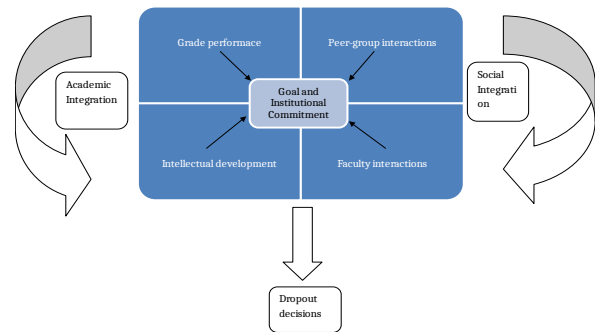 Grade performace
Peer-group interactions
Academic
Integration
Goal and
Institutional
Commitment
Social
Integrati
on
Intellectual development
Faculty interactions
Dropout
decisions